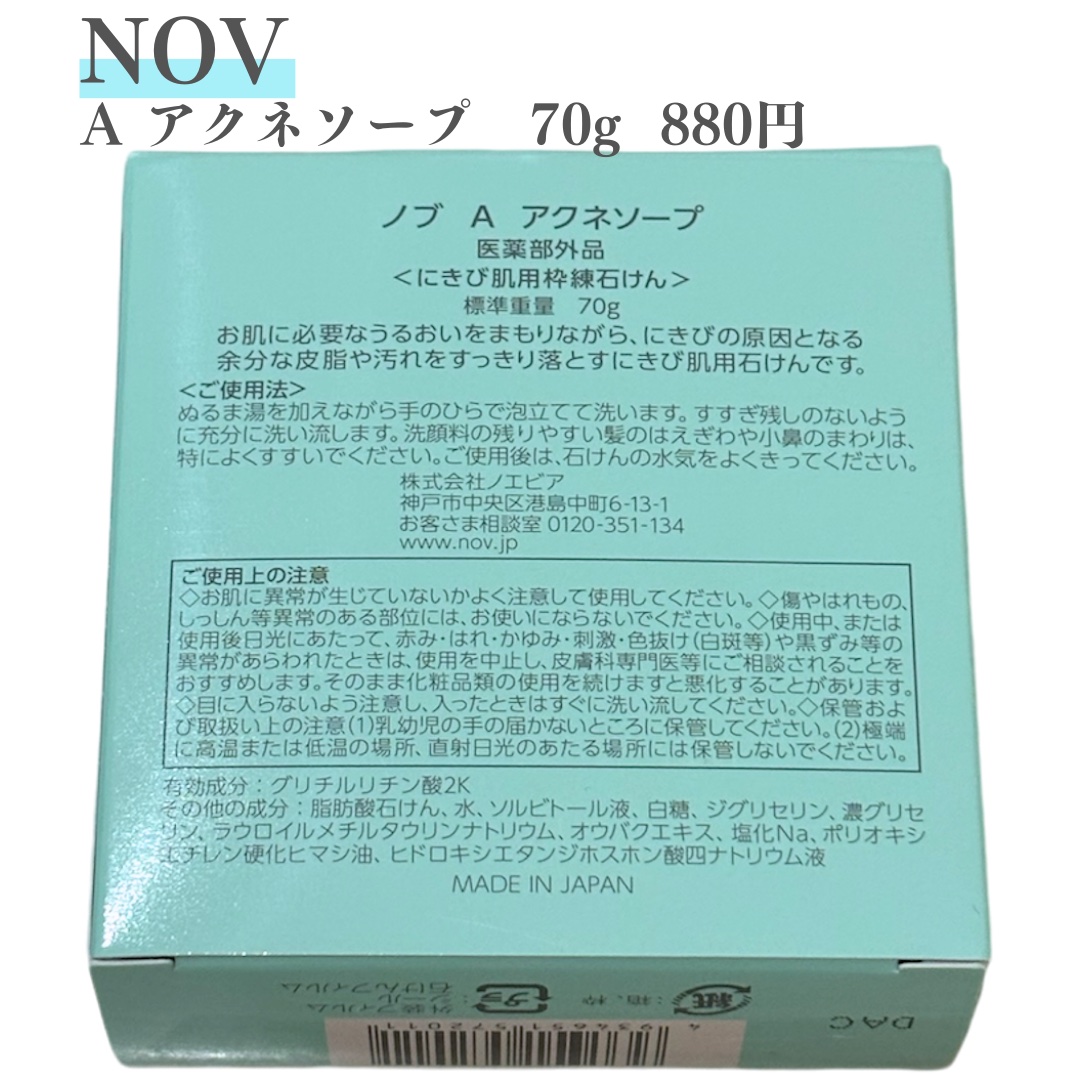 NOV
A アクネソープ 70g 880円
ノブ A アクネソープ
医薬部外品
＜にきび肌用枠練石けん＞
標準重量 70g
お肌に必要なうるおいをまもりながら、にきびの原因となる
余分な皮脂や汚れをすっきり落とすにきび肌用石けんです。
＜ご使用法＞
ぬるま湯を加えながら手のひらで泡立てて洗います。すすぎ残しのないよう
に充分に洗い流します。洗顔料の残りやすい髪のはえぎわや小鼻のまわりは、
特によくすすいでください。ご使用後は、石けんの水気をよくきってください。
株式会社ノエビア
神戸市中央区港島中町6-13-1
お客さま相談室 0120-351-134
www.nov.jp
ご使用上の注意
◇お肌に異常が生じていないかよく注意して使用してください。◇傷やはれもの、
しっしん等異常のある部位には、お使いにならないでください。◇使用中、または
使用後日光にあたって、赤み・はれ・かゆみ・刺激・色抜け(白斑等)や黒ずみ等の
異常があらわれたときは、使用を中止し、皮膚科専門医等にご相談されることを
おすすめします。そのまま化粧品類の使用を続けますと悪化することがあります。
◇目に入らないよう注意し、入ったときはすぐに洗い流してください。◇保管およ
び取扱い上の注意(1)乳幼児の手の届かないところに保管してください。(2)極端
に高温または低温の場所、直射日光のあたる場所には保管しないでください。
有効成分：グリチルリチン酸2K
その他の成分：脂肪酸石けん、水、ソルビトール液、白糖、ジグリセリン、濃グリセ
リン、ラウロイルメチルタウリンナトリウム、オウバクエキス、塩化Na、ポリオキシ
エチレン硬化ヒマシ油、ヒドロキシエタンジホスホン酸四ナトリウム液
MADE IN JAPAN
DAC
紙
：箱、枠
プラ
：外装フィルム
シール
石けんフィルム
4934651572011